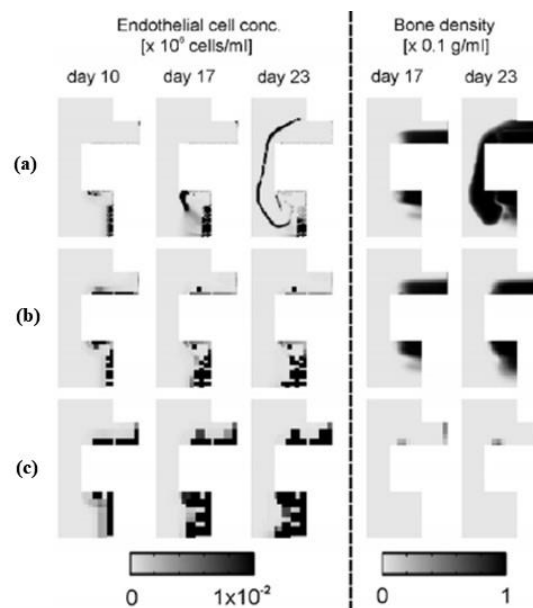 Endothelial cell conc. Bone density
[x 10⁶ cells/ml] [x 0.1 g/ml]
day 10 day 17 day 23 day 17 day 23
(a)
(b)
(c)
0 1x10⁻² 0 1